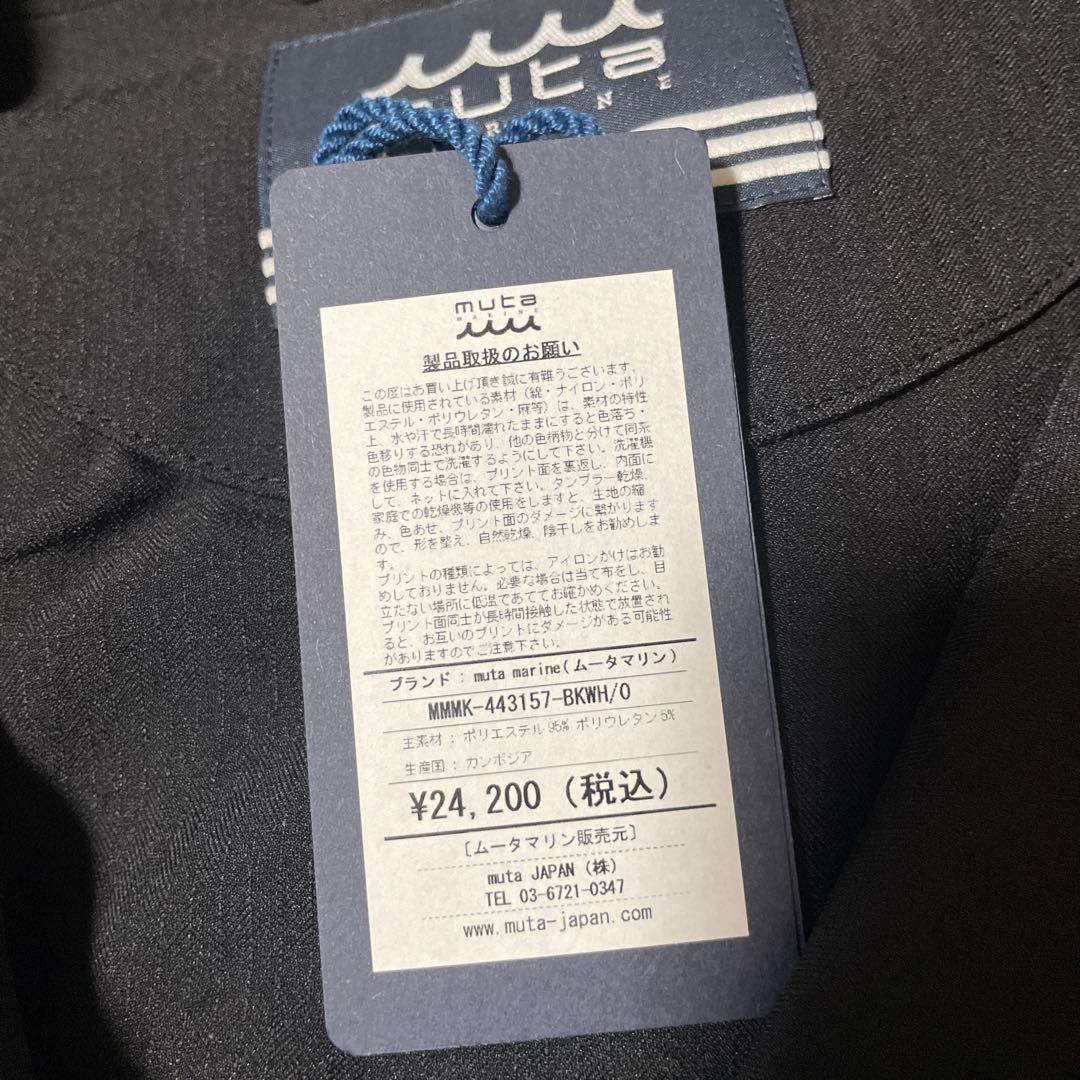 muta
muta
MARINE
製品取扱のお願い
この度はお買い上げ頂き誠に有難うございます。
製品に使用されている素材(綿・ナイロン・ポリ
エステル・ポリウレタン・麻等)は、素材の特性
上、水や汗で長時間濡れたままにすると色落ち・
色移りする恐れがあり、他の色柄物と分けて同系
の色物同士で洗濯するようにして下さい。洗濯機
を使用する場合は、プリント面を裏返し、内面に
して、ネットに入れて下さい。タンブラー乾燥、
家庭での乾燥機等の使用をしますと、生地の縮
み、色あせ、プリント面のダメージに繋がります
ので、形を整え、自然乾燥、陰干しをお勧めしま
す。
プリントの種類によっては、アイロンがけはお勧
めしておりません。必要な場合は当て布をし、目
立たない場所に低温であててお確かめください。
プリント面同士が長時間接触した状態で放置され
ると、お互いのプリントにダメージがある可能性
がありますのでご注意下さい。
ブランド : muta marine(ムータマリン)
MMMK-443157-BKWH/0
主素材 : ポリエステル95% ポリウレタン5%
生産国 : カンボジア
¥24,200 (税込)
[ムータマリン販売元]
muta JAPAN (株)
TEL 03-6721-0347
www.muta-japan.com